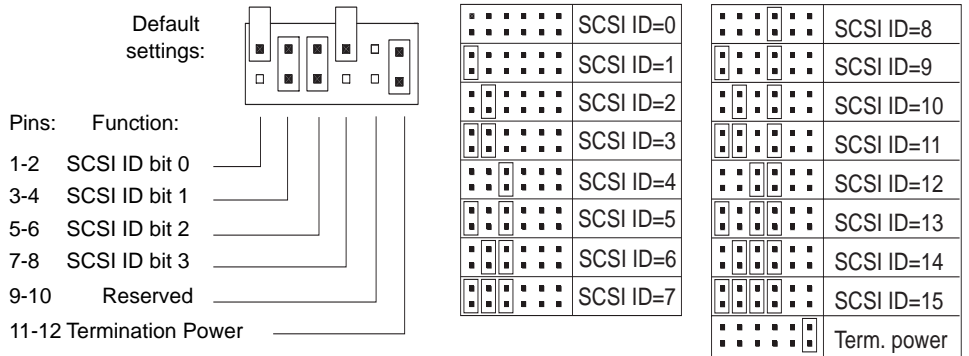 Default
settings:
Pins: Function:
1-2 SCSI ID bit 0
3-4 SCSI ID bit 1
5-6 SCSI ID bit 2
7-8 SCSI ID bit 3
9-10 Reserved
11-12 Termination Power
SCSI ID=0
SCSI ID=1
SCSI ID=2
SCSI ID=3
SCSI ID=4
SCSI ID=5
SCSI ID=6
SCSI ID=7
SCSI ID=8
SCSI ID=9
SCSI ID=10
SCSI ID=11
SCSI ID=12
SCSI ID=13
SCSI ID=14
SCSI ID=15
Term. power